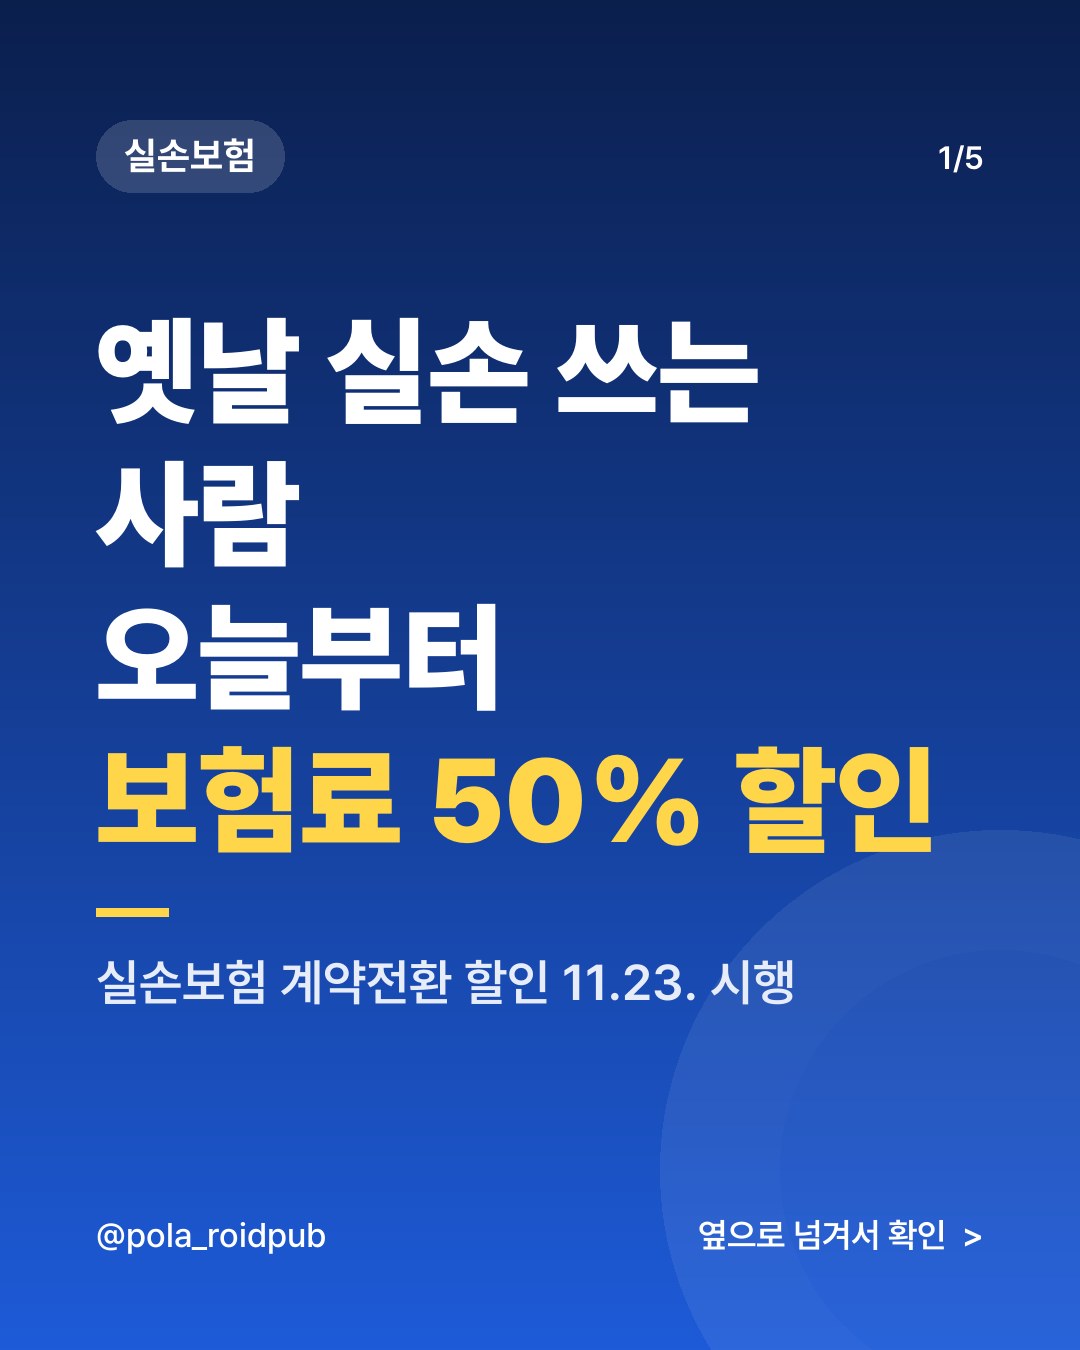 실손보험
1/5
옛날 실손 쓰는
사람
오늘부터
보험료 50% 할인
실손보험 계약전환 할인 11.23. 시행
@pola_roidpub
옆으로 넘겨서 확인 >